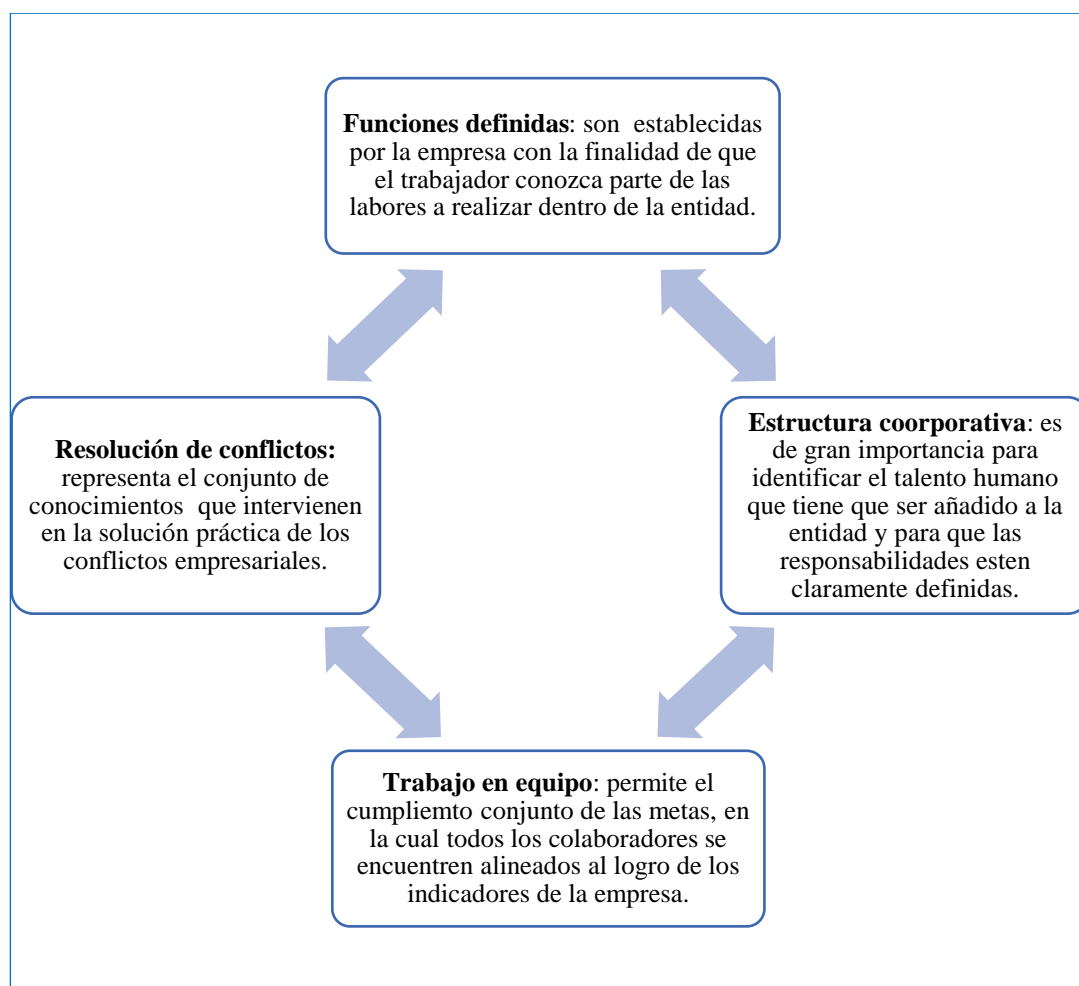 Funciones definidas: son establecidas
por la empresa con la finalidad de que
el trabajador conozca parte de las
labores a realizar dentro de la entidad.
Resolución de conflictos:
representa el conjunto de
conocimientos que intervienen
en la solución práctica de los
conflictos empresariales.
Estructura coorporativa: es
de gran importancia para
identificar el talento humano
que tiene que ser añadido a la
entidad y para que las
responsabilidades esten
claramente definidas.
Trabajo en equipo: permite el
cumpliemto conjunto de las metas, en
la cual todos los colaboradores se
encuentren alineados al logro de los
indicadores de la empresa.